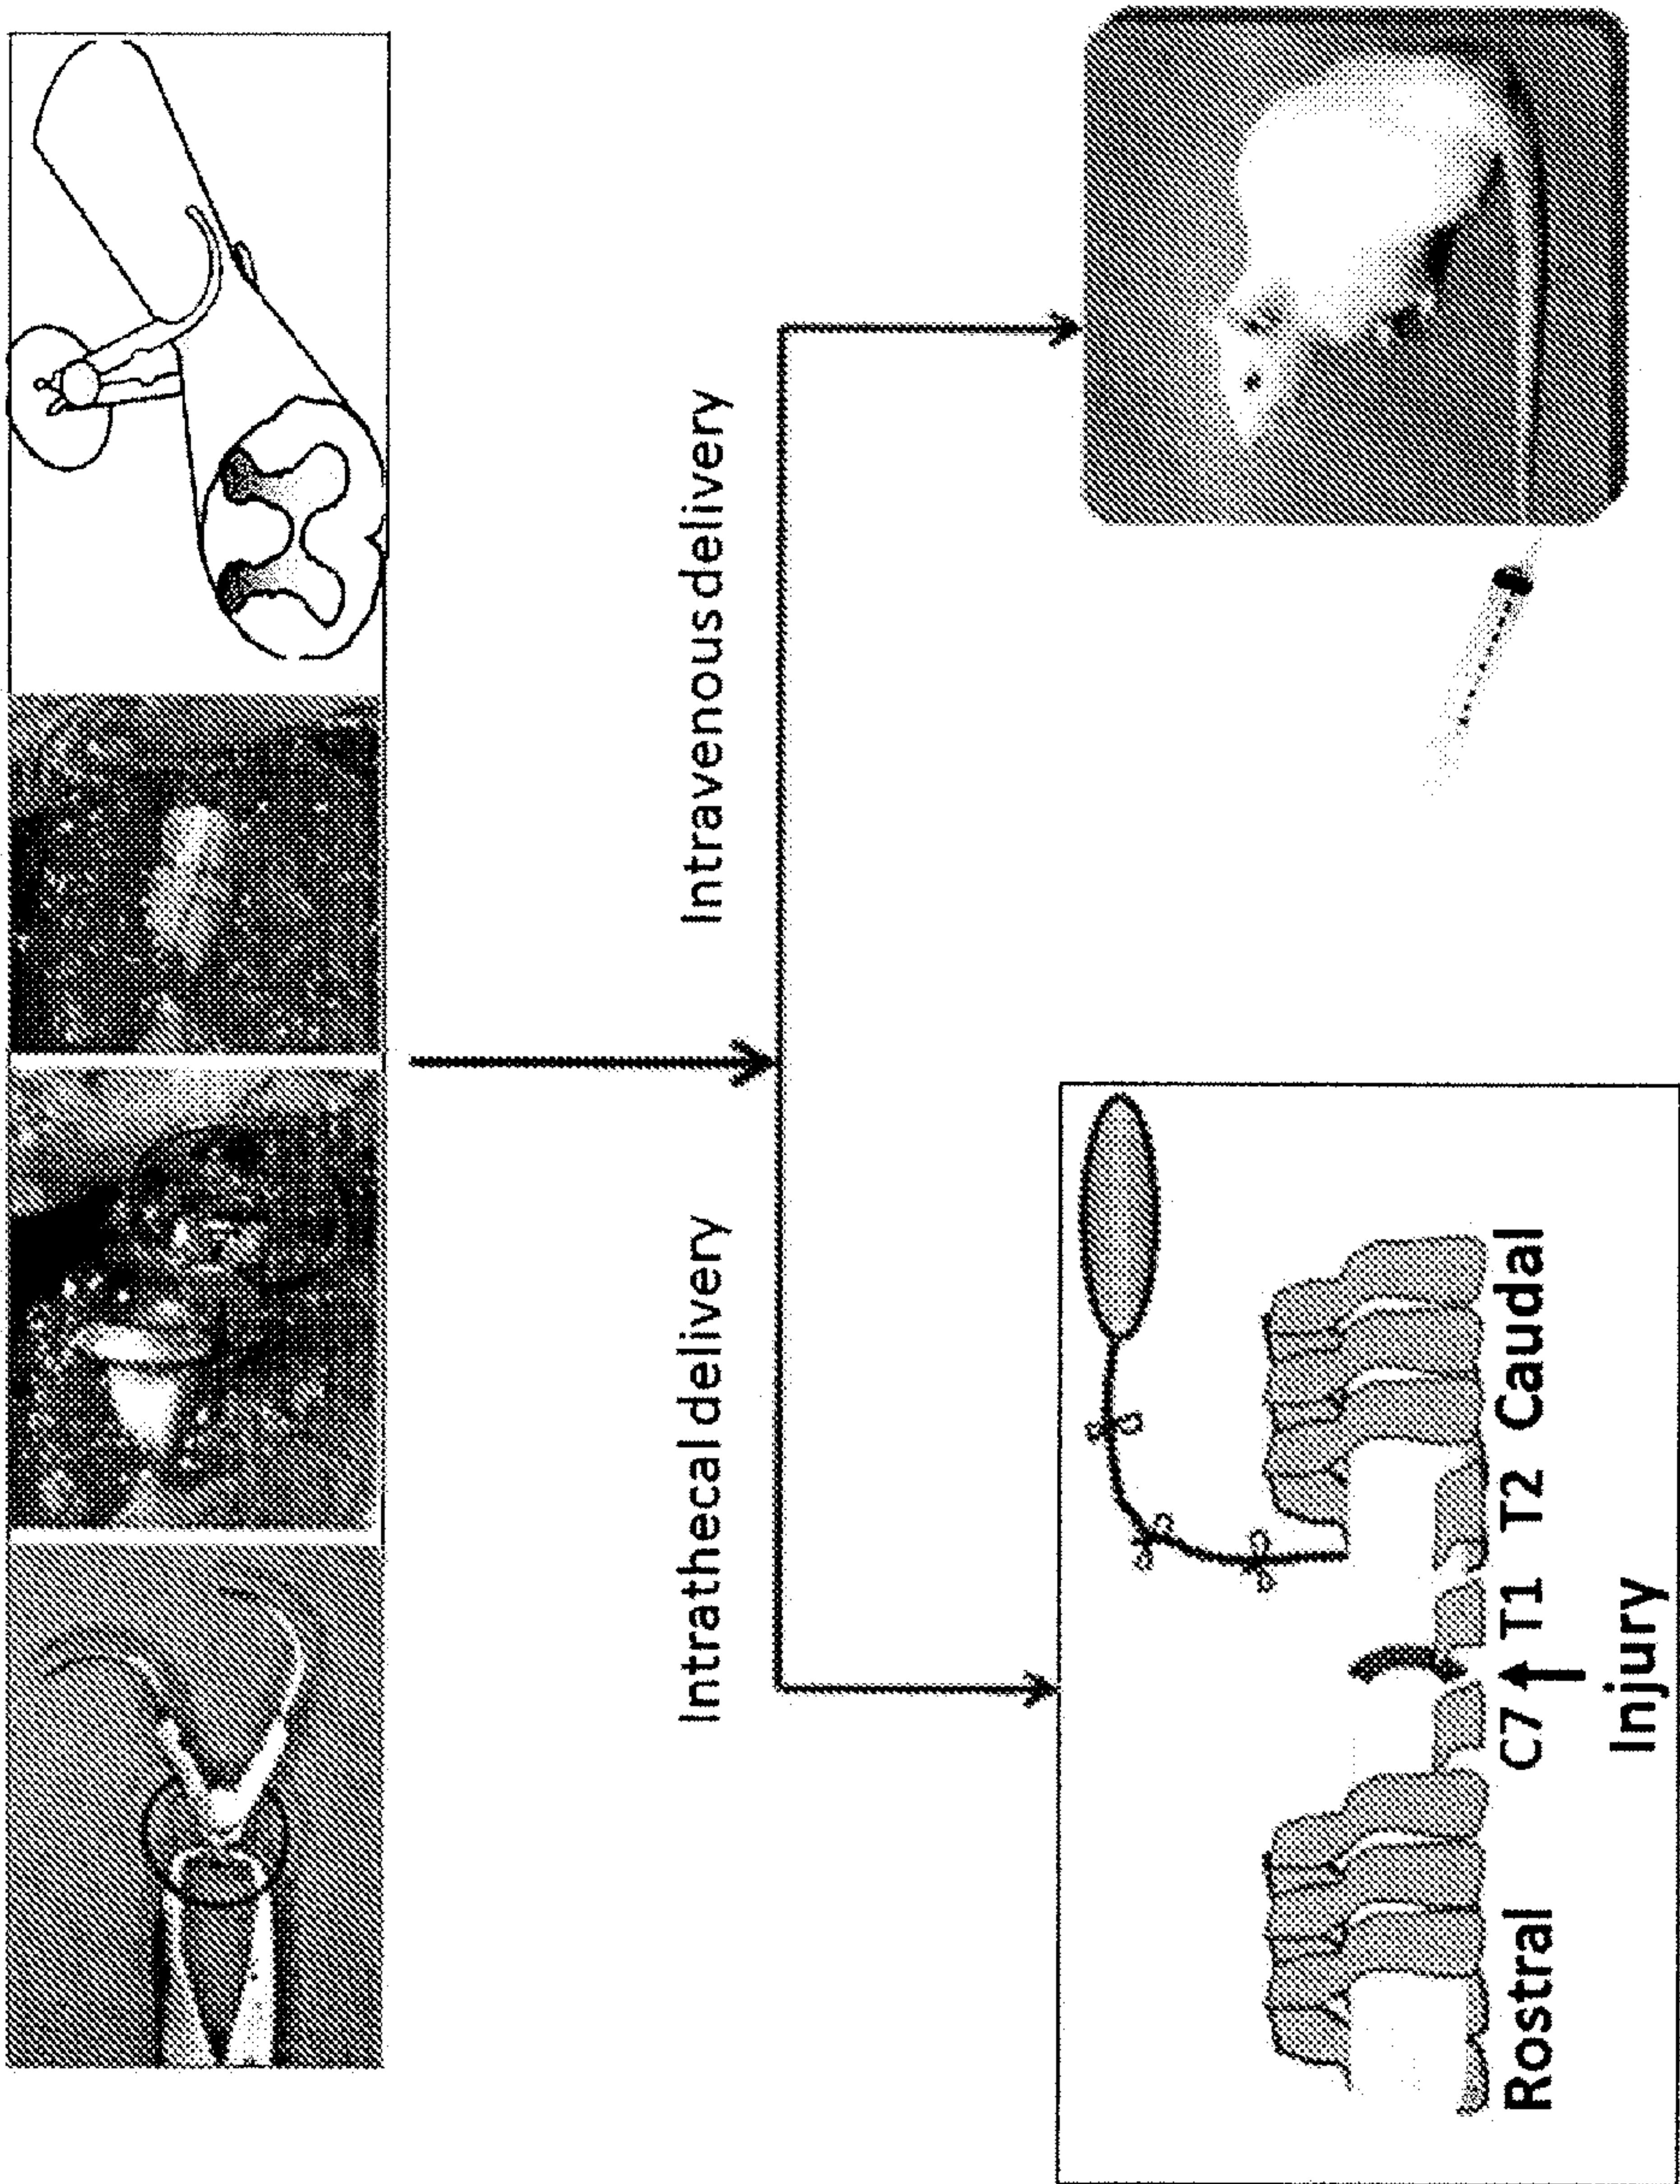 Intrathecal delivery
Intravenous delivery
Rostral
C7 T1 T2 Caudal
Injury